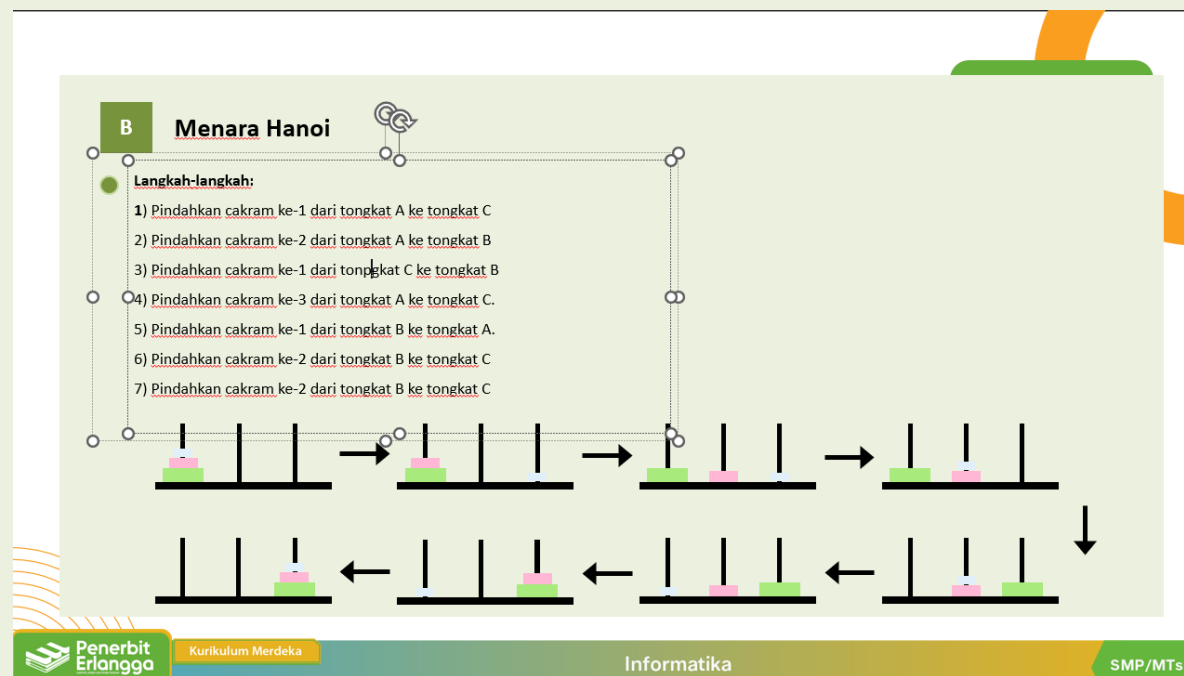 B
Menara Hanoi
Langkah-langkah:
1) Pindahkan cakram ke-1 dari tongkat A ke tongkat C
2) Pindahkan cakram ke-2 dari tongkat A ke tongkat B
3) Pindahkan cakram ke-1 dari tonpgkat C ke tongkat B
4) Pindahkan cakram ke-3 dari tongkat A ke tongkat C.
5) Pindahkan cakram ke-1 dari tongkat B ke tongkat A.
6) Pindahkan cakram ke-2 dari tongkat B ke tongkat C
7) Pindahkan cakram ke-2 dari tongkat B ke tongkat C
Penerbit
Erlangga
Kurikulum Merdeka
Informatika
SMP/MTs